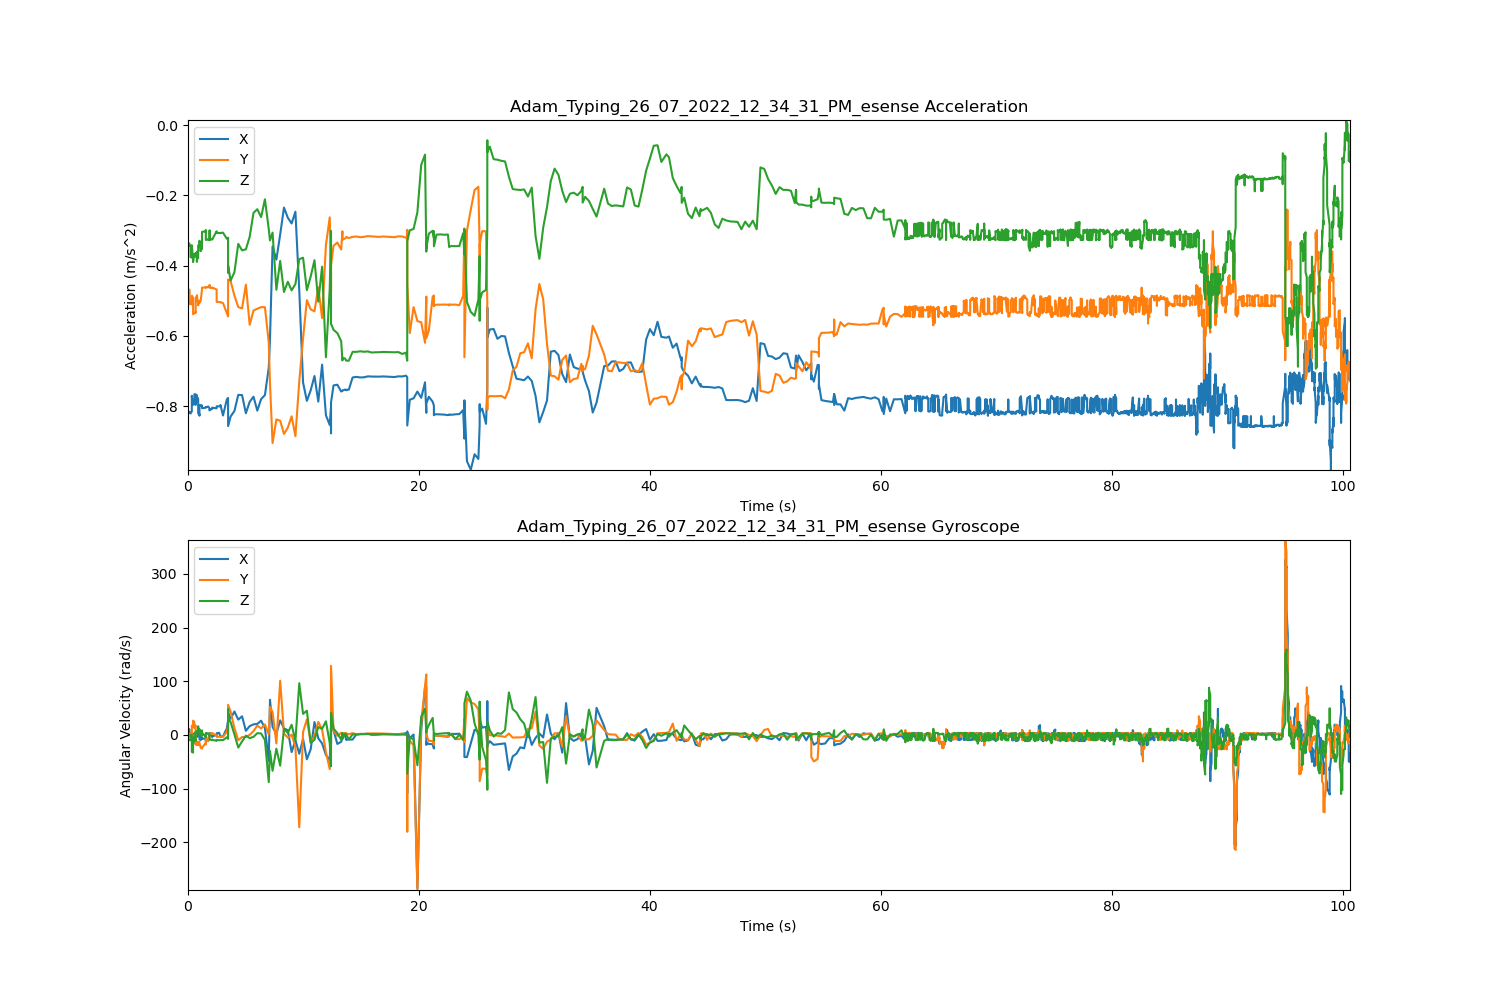 Adam_Typing_26_07_2022_12_34_31_PM_esense Acceleration
0.0
−0.2
−0.4
−0.6
−0.8
Acceleration (m/s^2)
X
Y
Z
0 20 40 60 80 100
Time (s)
Adam_Typing_26_07_2022_12_34_31_PM_esense Gyroscope
300
200
100
0
−100
−200
Angular Velocity (rad/s)
X
Y
Z
0 20 40 60 80 100
Time (s)